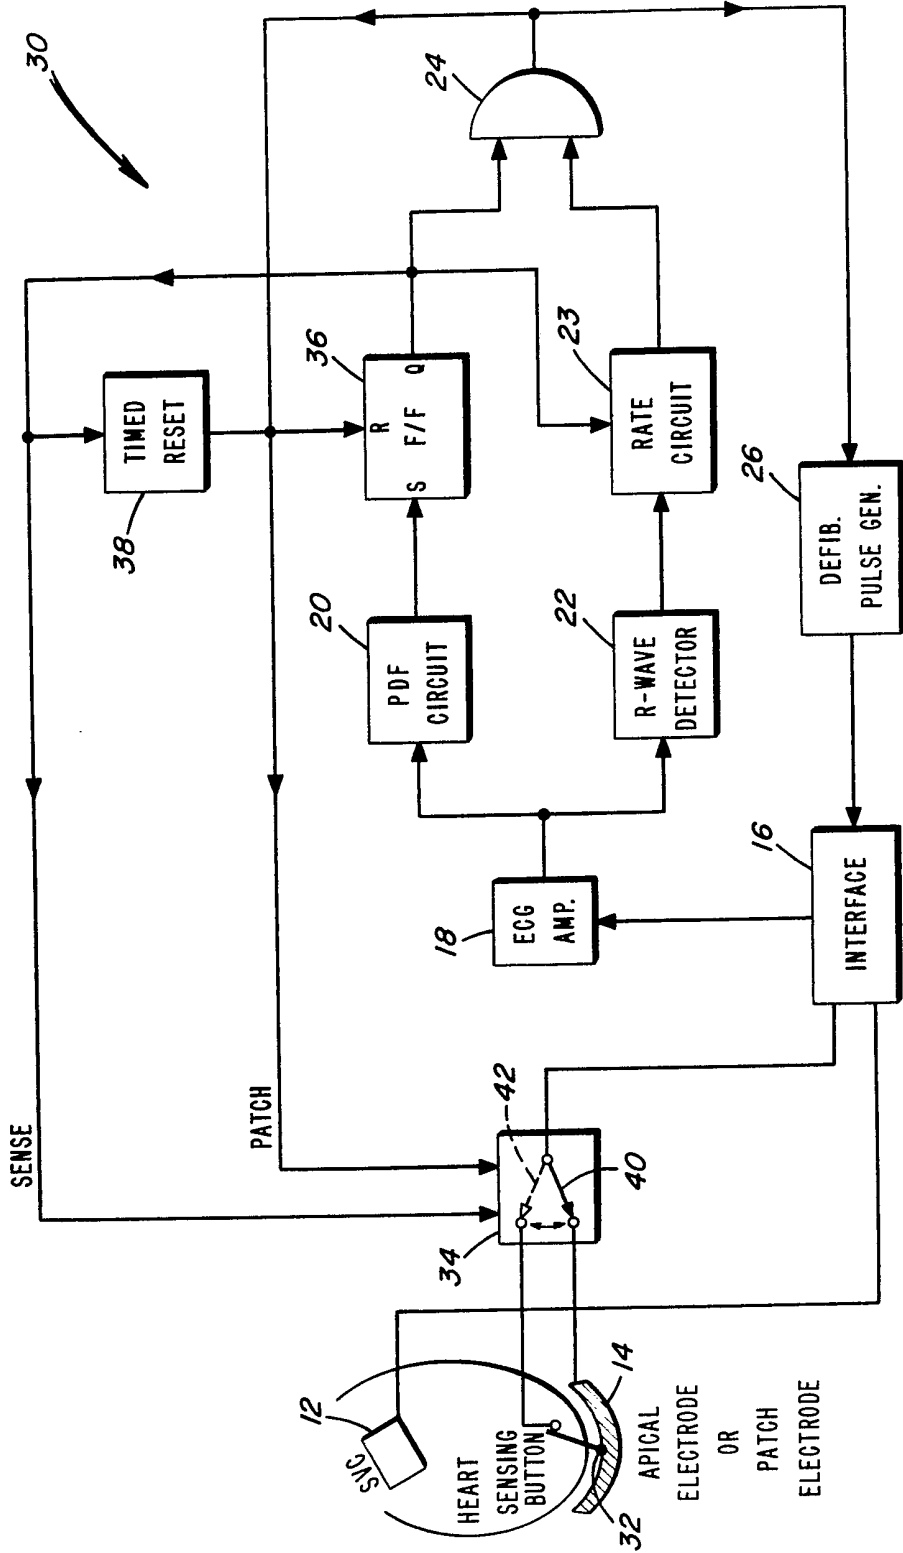 30
SENSE
PATCH
TIMED
RESET
38
36
R
S F/F Q
24
20
PDF
CIRCUIT
23
RATE
CIRCUIT
22
R-WAVE
DETECTOR
18
ECG
AMP.
26
DEFIB.
PULSE GEN.
16
INTERFACE
34
42
40
12
SVC
HEART
SENSING
BUTTON
32
14
APICAL
ELECTRODE
OR
PATCH
ELECTRODE